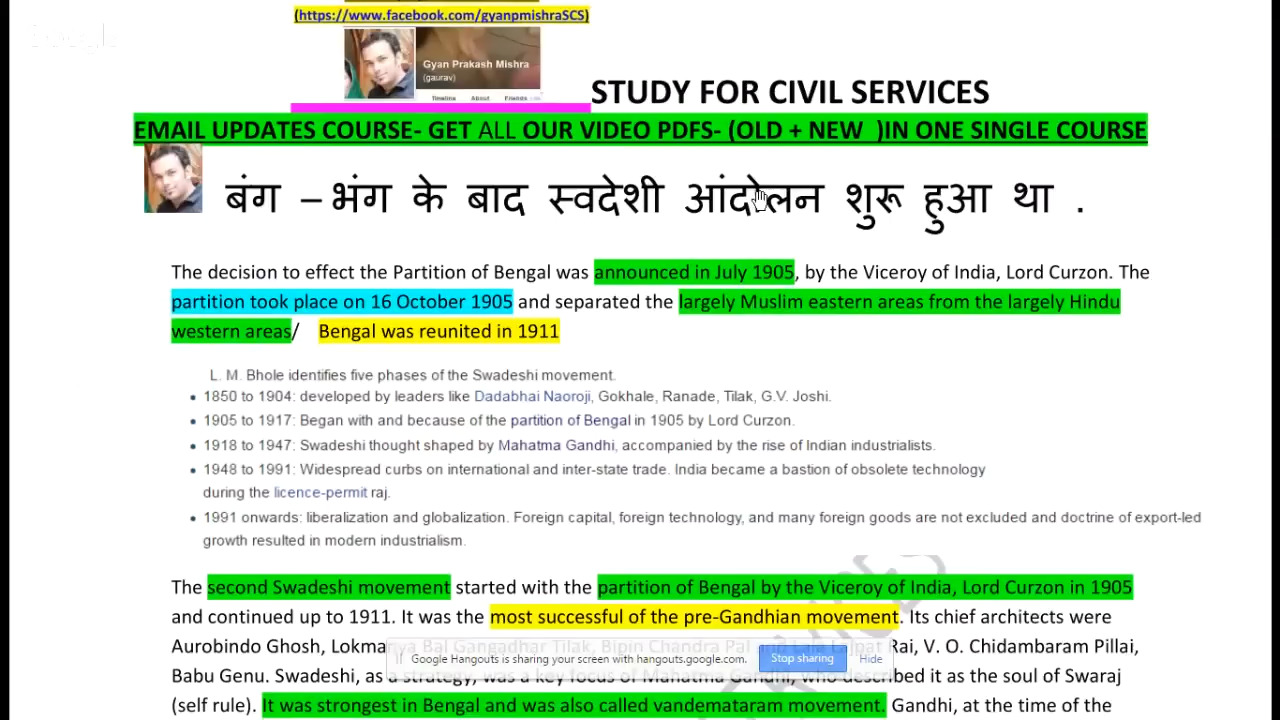 (https://www.facebook.com/gyanpmishraSCS)
Gyan Prakash Mishra
(gaurav)
Timeline About Friends
STUDY FOR CIVIL SERVICES
EMAIL UPDATES COURSE- GET ALL OUR VIDEO PDFS- (OLD + NEW )IN ONE SINGLE COURSE
बंग – भंग के बाद स्वदेशी आंदोलन शुरू हुआ था .
The decision to effect the Partition of Bengal was announced in July 1905, by the Viceroy of India, Lord Curzon. The
partition took place on 16 October 1905 and separated the largely Muslim eastern areas from the largely Hindu
western areas/ Bengal was reunited in 1911
L. M. Bhole identifies five phases of the Swadeshi movement.
• 1850 to 1904: developed by leaders like Dadabhai Naoroji, Gokhale, Ranade, Tilak, G.V. Joshi.
• 1905 to 1917: Began with and because of the partition of Bengal in 1905 by Lord Curzon.
• 1918 to 1947: Swadeshi thought shaped by Mahatma Gandhi, accompanied by the rise of Indian industrialists.
• 1948 to 1991: Widespread curbs on international and inter-state trade. India became a bastion of obsolete technology
during the licence-permit raj.
• 1991 onwards: liberalization and globalization. Foreign capital, foreign technology, and many foreign goods are not excluded and doctrine of export-led
growth resulted in modern industrialism.
The second Swadeshi movement started with the partition of Bengal by the Viceroy of India, Lord Curzon in 1905
and continued up to 1911. It was the most successful of the pre-Gandhian movement. Its chief architects were
Aurobindo Ghosh, Lokmanya Bal Gangadhar Tilak, Bipin Chandra Pal and Lala Lajpat Rai, V. O. Chidambaram Pillai,
Google Hangouts is sharing your screen with hangouts.google.com. Stop sharing Hide
Babu Genu. Swadeshi, as a strategy, was a key focus of Mahatma Gandhi, who described it as the soul of Swaraj
(self rule). It was strongest in Bengal and was also called vandemataram movement. Gandhi, at the time of the